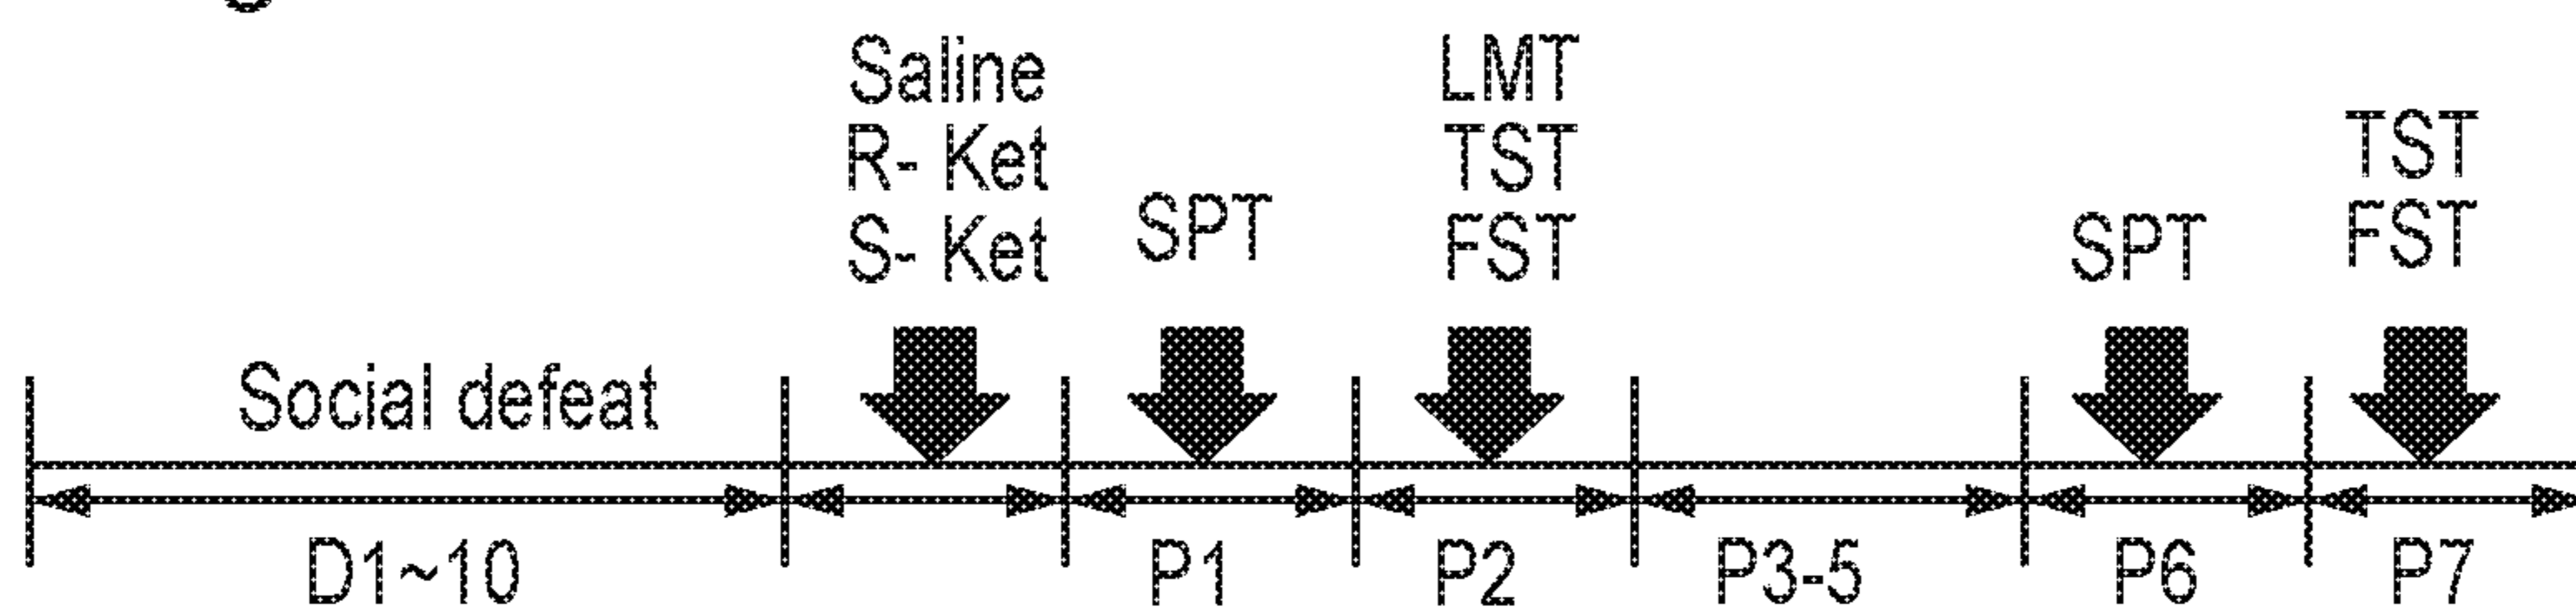 Saline
R- Ket
S- Ket
SPT
LMT
TST
FST
SPT
TST
FST
Social defeat
D1~10
P1
P2
P3-5
P6
P7